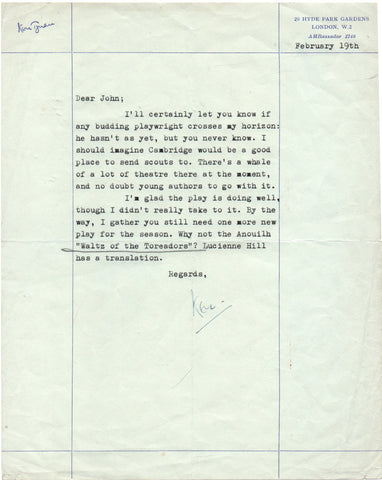 29 HYDE PARK GARDENS
LONDON, W.2
AMBassador 2748
February 19th
Dear John;
I'll certainly let you know if
any budding playwright crosses my horizon:
he hasn't as yet, but you never know. I
should imagine Cambridge would be a good
place to send scouts to. There's a whale
of a lot of theatre there at the moment,
and no doubt young authors to go with it.
I'm glad the play is doing well,
though I didn't really take to it. By the
way, I gather you still need one more new
play for the season. Why not the Anouilh
"Waltz of the Toreadors"? Lucienne Hill
has a translation.
Regards,
Ken